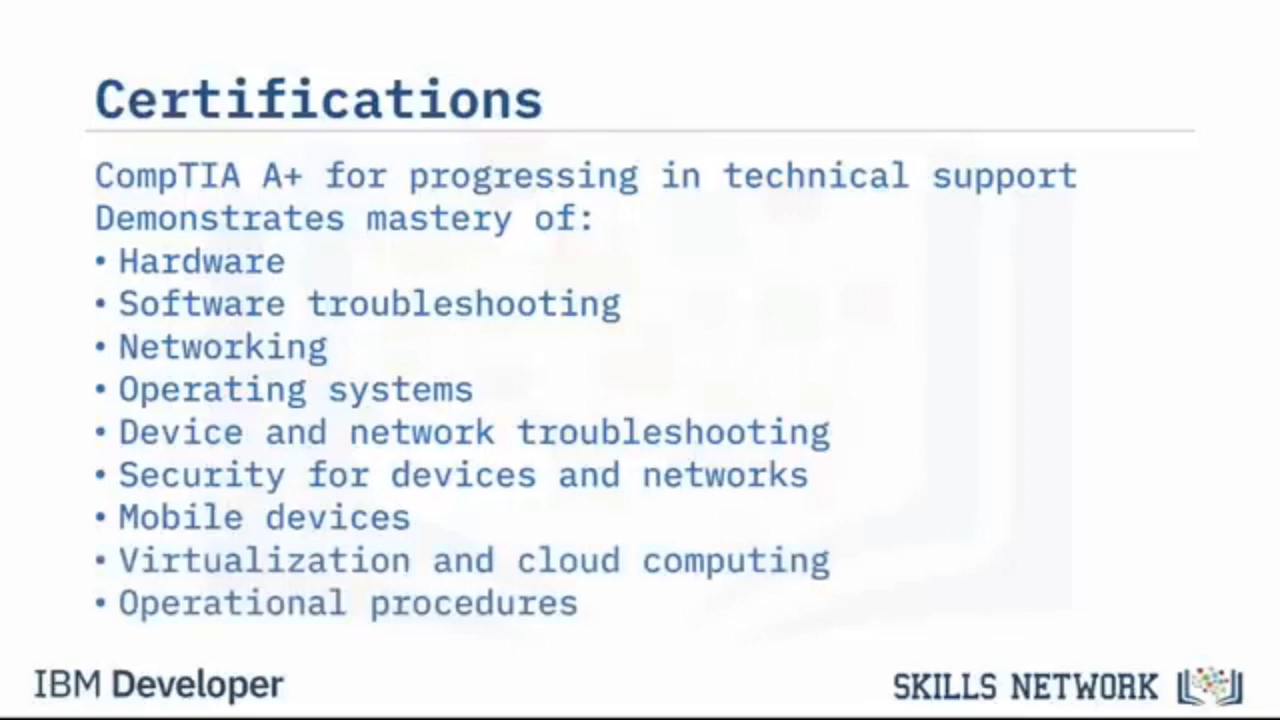 Certifications
CompTIA A+ for progressing in technical support
Demonstrates mastery of:
• Hardware
• Software troubleshooting
• Networking
• Operating systems
• Device and network troubleshooting
• Security for devices and networks
• Mobile devices
• Virtualization and cloud computing
• Operational procedures
IBM Developer
SKILLS NETWORK